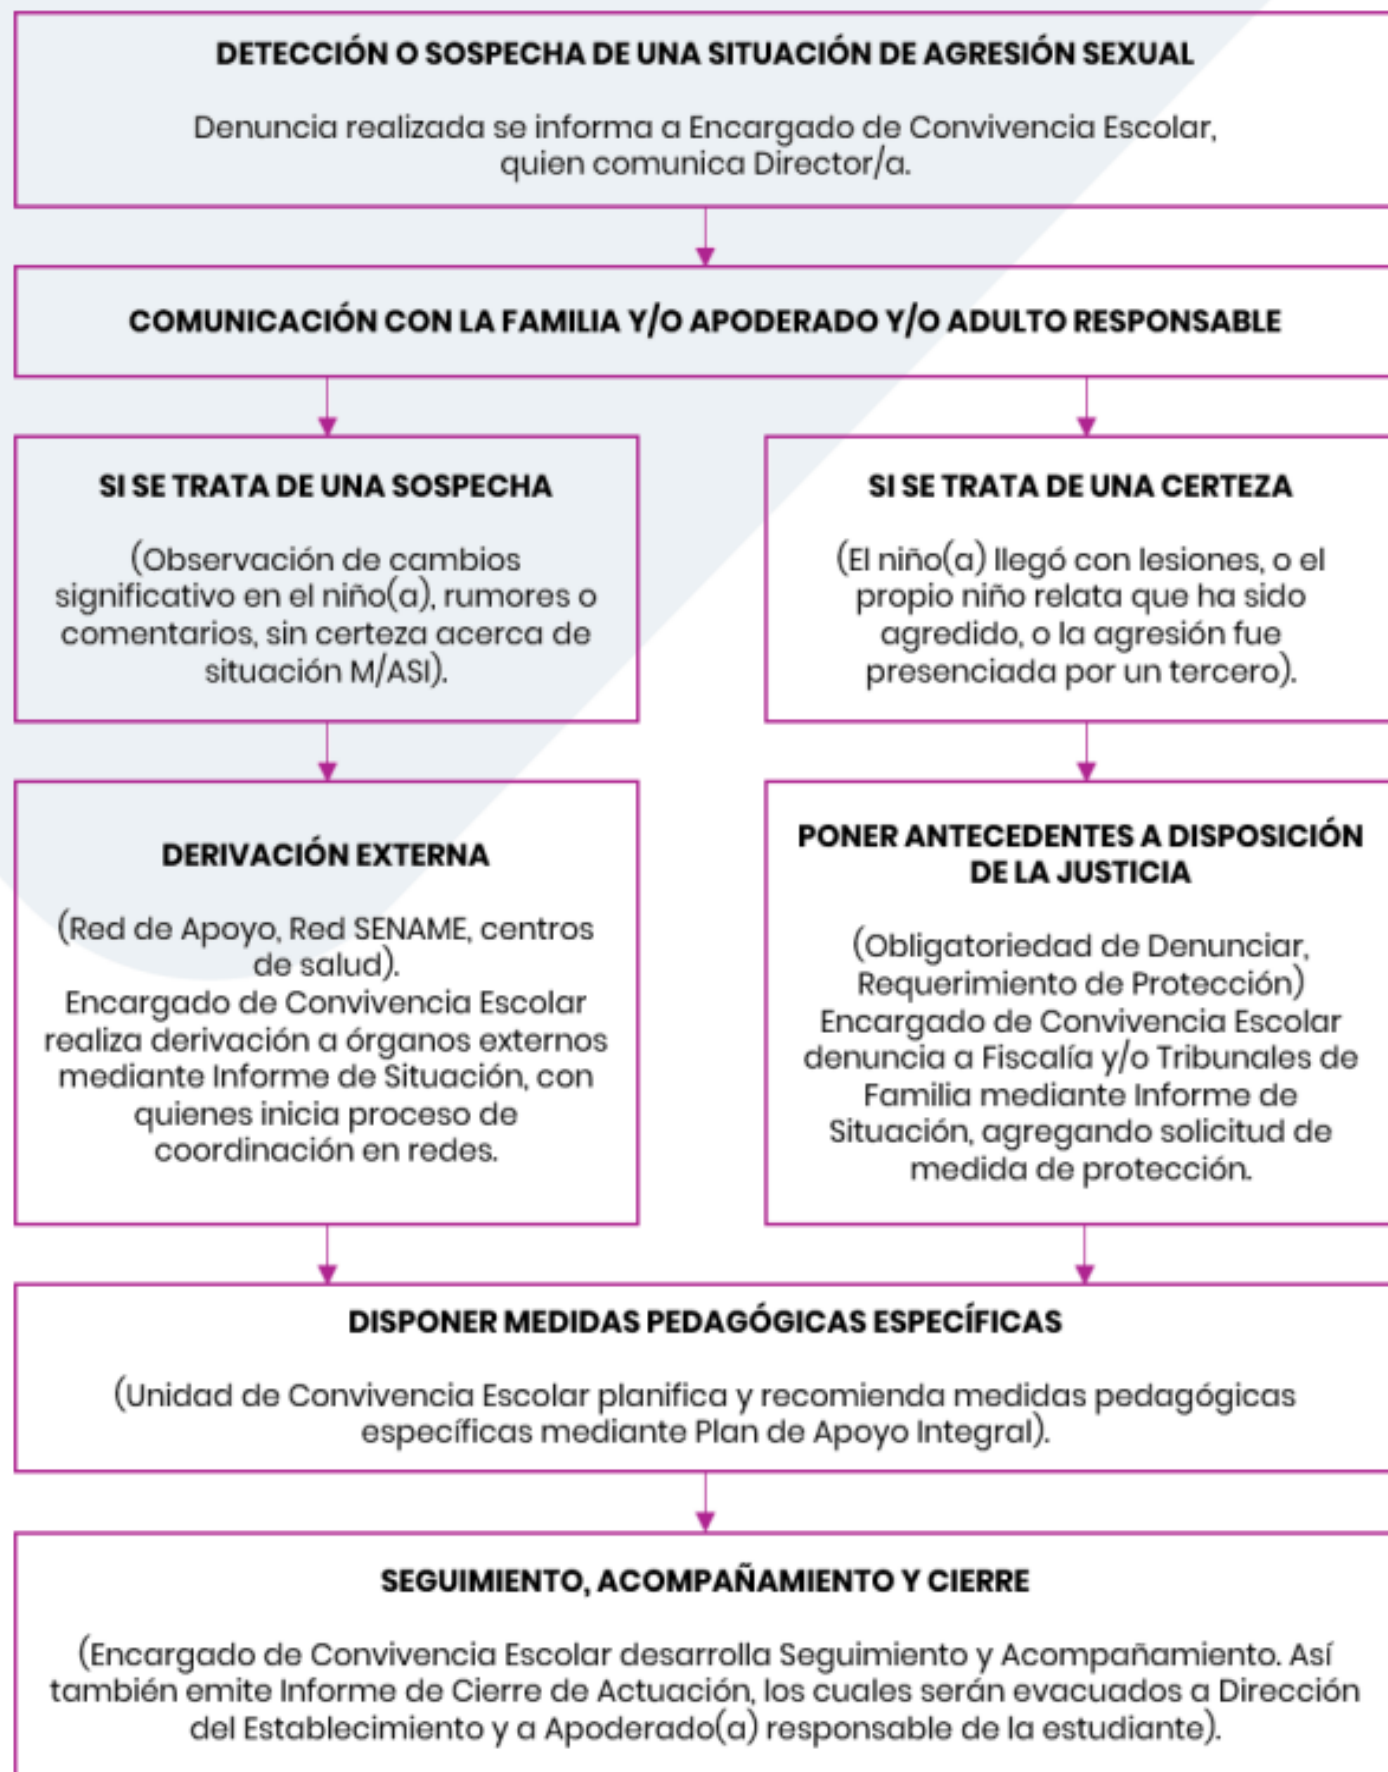 DETECCIÓN O SOSPECHA DE UNA SITUACIÓN DE AGRESIÓN SEXUAL
Denuncia realizada se informa a Encargado de Convivencia Escolar,
quien comunica Director/a.
COMUNICACIÓN CON LA FAMILIA Y/O APODERADO Y/O ADULTO RESPONSABLE
SI SE TRATA DE UNA SOSPECHA
(Observación de cambios
significativo en el niño(a), rumores o
comentarios, sin certeza acerca de
situación M/ASI).
SI SE TRATA DE UNA CERTEZA
(El niño(a) llegó con lesiones, o el
propio niño relata que ha sido
agredido, o la agresión fue
presenciada por un tercero).
DERIVACIÓN EXTERNA
(Red de Apoyo, Red SENAME, centros
de salud).
Encargado de Convivencia Escolar
realiza derivación a órganos externos
mediante Informe de Situación, con
quienes inicia proceso de
coordinación en redes.
PONER ANTECEDENTES A DISPOSICIÓN
DE LA JUSTICIA
(Obligatoriedad de Denunciar,
Requerimiento de Protección)
Encargado de Convivencia Escolar
denuncia a Fiscalía y/o Tribunales de
Familia mediante Informe de
Situación, agregando solicitud de
medida de protección.
DISPONER MEDIDAS PEDAGÓGICAS ESPECÍFICAS
(Unidad de Convivencia Escolar planifica y recomienda medidas pedagógicas
específicas mediante Plan de Apoyo Integral).
SEGUIMIENTO, ACOMPAÑAMIENTO Y CIERRE
(Encargado de Convivencia Escolar desarrolla Seguimiento y Acompañamiento. Así
también emite Informe de Cierre de Actuación, los cuales serán evacuados a Dirección
del Establecimiento y a Apoderado(a) responsable de la estudiante).